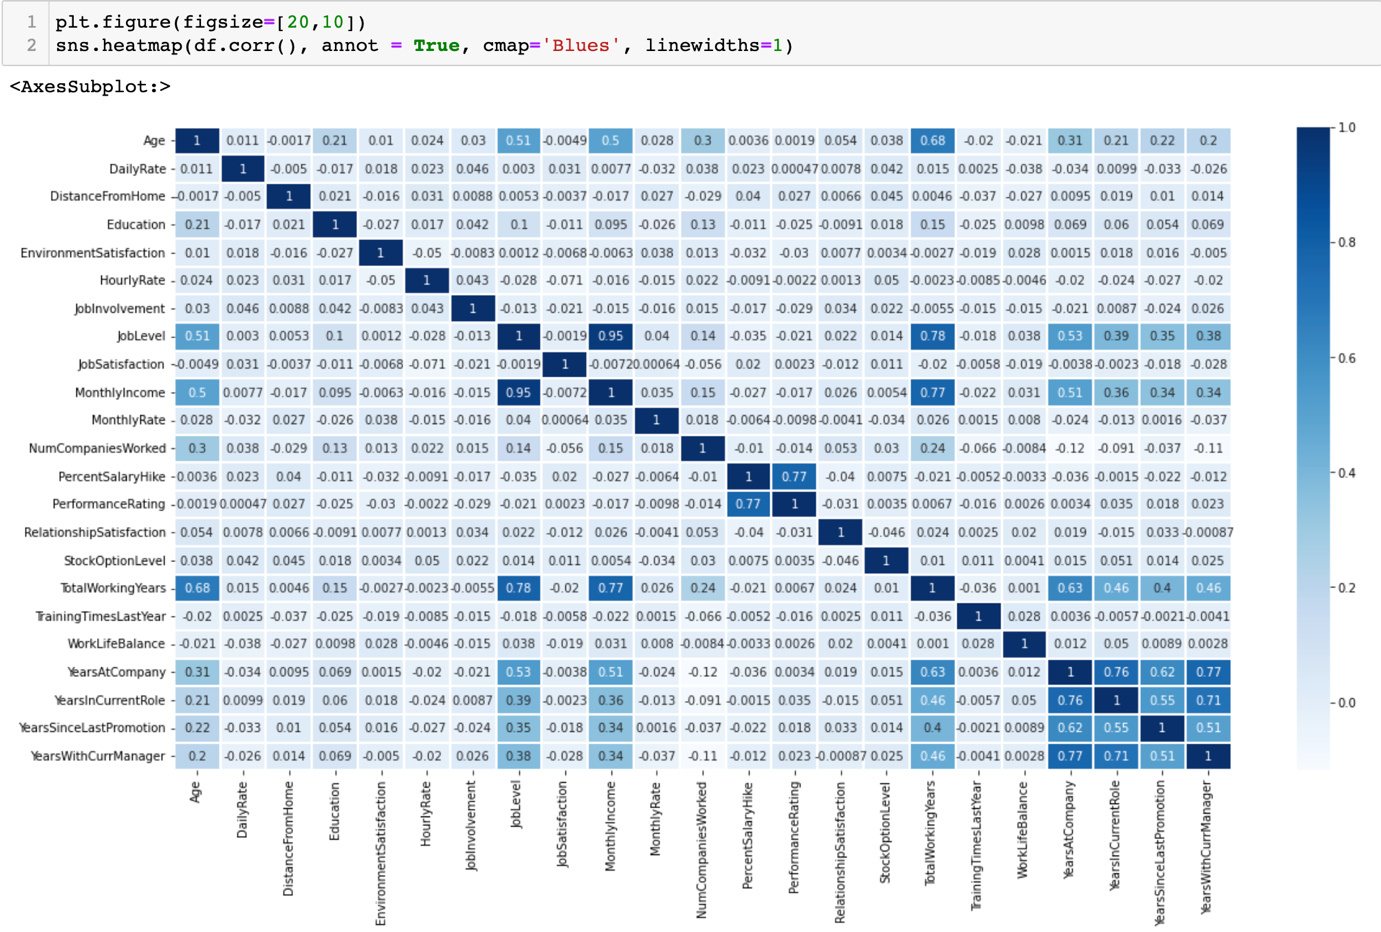 1 plt.figure(figsize=[20,10])
2 sns.heatmap(df.corr(), annot = True, cmap='Blues', linewidths=1)
<AxesSubplot:>
Age 1 0.011 -0.0017 0.21 0.01 0.024 0.03 0.51 -0.0049 0.5 0.028 0.3 0.0036 0.0019 0.054 0.038 0.68 -0.02 -0.021 0.31 0.21 0.22 0.2
DailyRate 0.011 1 -0.005 -0.017 0.018 0.023 0.046 0.003 0.031 0.0077 -0.032 0.038 0.023 0.00047 0.0078 0.042 0.015 0.0025 -0.038 -0.034 0.0099 -0.033 -0.026
DistanceFromHome -0.0017 -0.005 1 0.021 -0.016 0.031 0.0088 0.0053 -0.0037 -0.017 0.027 -0.029 0.04 0.027 0.0066 0.045 0.0046 -0.037 -0.027 0.0095 0.019 0.01 0.014
Education 0.21 -0.017 0.021 1 -0.027 0.017 0.042 0.1 -0.011 0.095 -0.026 0.13 -0.011 -0.025 -0.0091 0.018 0.15 -0.025 0.0098 0.069 0.06 0.054 0.069
EnvironmentSatisfaction 0.01 0.018 -0.016 -0.027 1 -0.05 -0.0083 0.0012 -0.0068 -0.0063 0.038 0.013 -0.032 -0.03 0.0077 0.0034 -0.0027 -0.019 0.028 0.0015 0.018 0.016 -0.005
HourlyRate 0.024 0.023 0.031 0.017 -0.05 1 0.043 -0.028 -0.071 -0.016 -0.015 0.022 -0.0091 -0.0022 0.0013 0.05 -0.0023 -0.0085 -0.0046 -0.02 -0.024 -0.027 -0.02
JobInvolvement 0.03 0.046 0.0088 0.042 -0.0083 0.043 1 -0.013 -0.021 -0.015 -0.016 0.015 -0.017 -0.029 0.034 0.022 -0.0055 -0.015 -0.015 -0.021 0.0087 -0.024 0.026
JobLevel 0.51 0.003 0.0053 0.1 0.0012 -0.028 -0.013 1 -0.0019 0.95 0.04 0.14 -0.035 -0.021 0.022 0.014 0.78 -0.018 0.038 0.53 0.39 0.35 0.38
JobSatisfaction -0.0049 0.031 -0.0037 -0.011 -0.0068 -0.071 -0.021 -0.0019 1 -0.0072 0.00064 -0.056 0.02 0.0023 -0.012 0.011 -0.02 -0.0058 -0.019 -0.0038 -0.0023 -0.018 -0.028
MonthlyIncome 0.5 0.0077 -0.017 0.095 -0.0063 -0.016 -0.015 0.95 -0.0072 1 0.035 0.15 -0.027 -0.017 0.026 0.0054 0.77 -0.022 0.031 0.51 0.36 0.34 0.34
MonthlyRate 0.028 -0.032 0.027 -0.026 0.038 -0.015 -0.016 0.04 0.00064 0.035 1 0.018 -0.0064 -0.0098 -0.0041 -0.034 0.026 0.0015 0.008 -0.024 -0.013 0.0016 -0.037
NumCompaniesWorked 0.3 0.038 -0.029 0.13 0.013 0.022 0.015 0.14 -0.056 0.15 0.018 1 -0.01 -0.014 0.053 0.03 0.24 -0.066 -0.0084 -0.12 -0.091 -0.037 -0.11
PercentSalaryHike 0.0036 0.023 0.04 -0.011 -0.032 -0.0091 -0.017 -0.035 0.02 -0.027 -0.0064 -0.01 1 0.77 -0.04 0.0075 -0.021 -0.0052 -0.0033 -0.036 -0.0015 -0.022 -0.012
PerformanceRating 0.0019 0.00047 0.027 -0.025 -0.03 -0.0022 -0.029 -0.021 0.0023 -0.017 -0.0098 -0.014 0.77 1 -0.031 0.0035 0.0067 -0.016 0.0026 0.0034 0.035 0.018 0.023
RelationshipSatisfaction 0.054 0.0078 0.0066 -0.0091 0.0077 0.0013 0.034 0.022 -0.012 0.026 -0.0041 0.053 -0.04 -0.031 1 -0.046 0.024 0.0025 0.02 0.019 -0.015 0.033 -0.00087
StockOptionLevel 0.038 0.042 0.045 0.018 0.0034 0.05 0.022 0.014 0.011 0.0054 -0.034 0.03 0.0075 0.0035 -0.046 1 0.01 0.011 0.0041 0.015 0.051 0.014 0.025
TotalWorkingYears 0.68 0.015 0.0046 0.15 -0.0027 -0.0023 -0.0055 0.78 -0.02 0.77 0.026 0.24 -0.021 0.0067 0.024 0.01 1 -0.036 0.001 0.63 0.46 0.4 0.46
TrainingTimesLastYear -0.02 0.0025 -0.037 -0.025 -0.019 -0.0085 -0.015 -0.018 -0.0058 -0.022 0.0015 -0.066 -0.0052 -0.016 0.0025 0.011 -0.036 1 0.028 0.0036 -0.0057 -0.0021 -0.0041
WorkLifeBalance -0.021 -0.038 -0.027 0.0098 0.028 -0.0046 -0.015 0.038 -0.019 0.031 0.008 -0.0084 -0.0033 0.0026 0.02 0.0041 0.001 0.028 1 0.012 0.05 0.0089 0.0028
YearsAtCompany 0.31 -0.034 0.0095 0.069 0.0015 -0.02 -0.021 0.53 -0.0038 0.51 -0.024 -0.12 -0.036 0.0034 0.019 0.015 0.63 0.0036 0.012 1 0.76 0.62 0.77
YearsInCurrentRole 0.21 0.0099 0.019 0.06 0.018 -0.024 0.0087 0.39 -0.0023 0.36 -0.013 -0.091 -0.0015 0.035 -0.015 0.051 0.46 -0.0057 0.05 0.76 1 0.55 0.71
YearsSinceLastPromotion 0.22 -0.033 0.01 0.054 0.016 -0.027 -0.024 0.35 -0.018 0.34 0.0016 -0.037 -0.022 0.018 0.033 0.014 0.4 -0.0021 0.0089 0.62 0.55 1 0.51
YearsWithCurrManager 0.2 -0.026 0.014 0.069 -0.005 -0.02 0.026 0.38 -0.028 0.34 -0.037 -0.11 -0.012 0.023 -0.00087 0.025 0.46 -0.0041 0.0028 0.77 0.71 0.51 1
Age
DailyRate
DistanceFromHome
Education
EnvironmentSatisfaction
HourlyRate
JobInvolvement
JobLevel
JobSatisfaction
MonthlyIncome
MonthlyRate
NumCompaniesWorked
PercentSalaryHike
PerformanceRating
RelationshipSatisfaction
StockOptionLevel
TotalWorkingYears
TrainingTimesLastYear
WorkLifeBalance
YearsAtCompany
YearsInCurrentRole
YearsSinceLastPromotion
YearsWithCurrManager
1.0
0.8
0.6
0.4
0.2
0.0